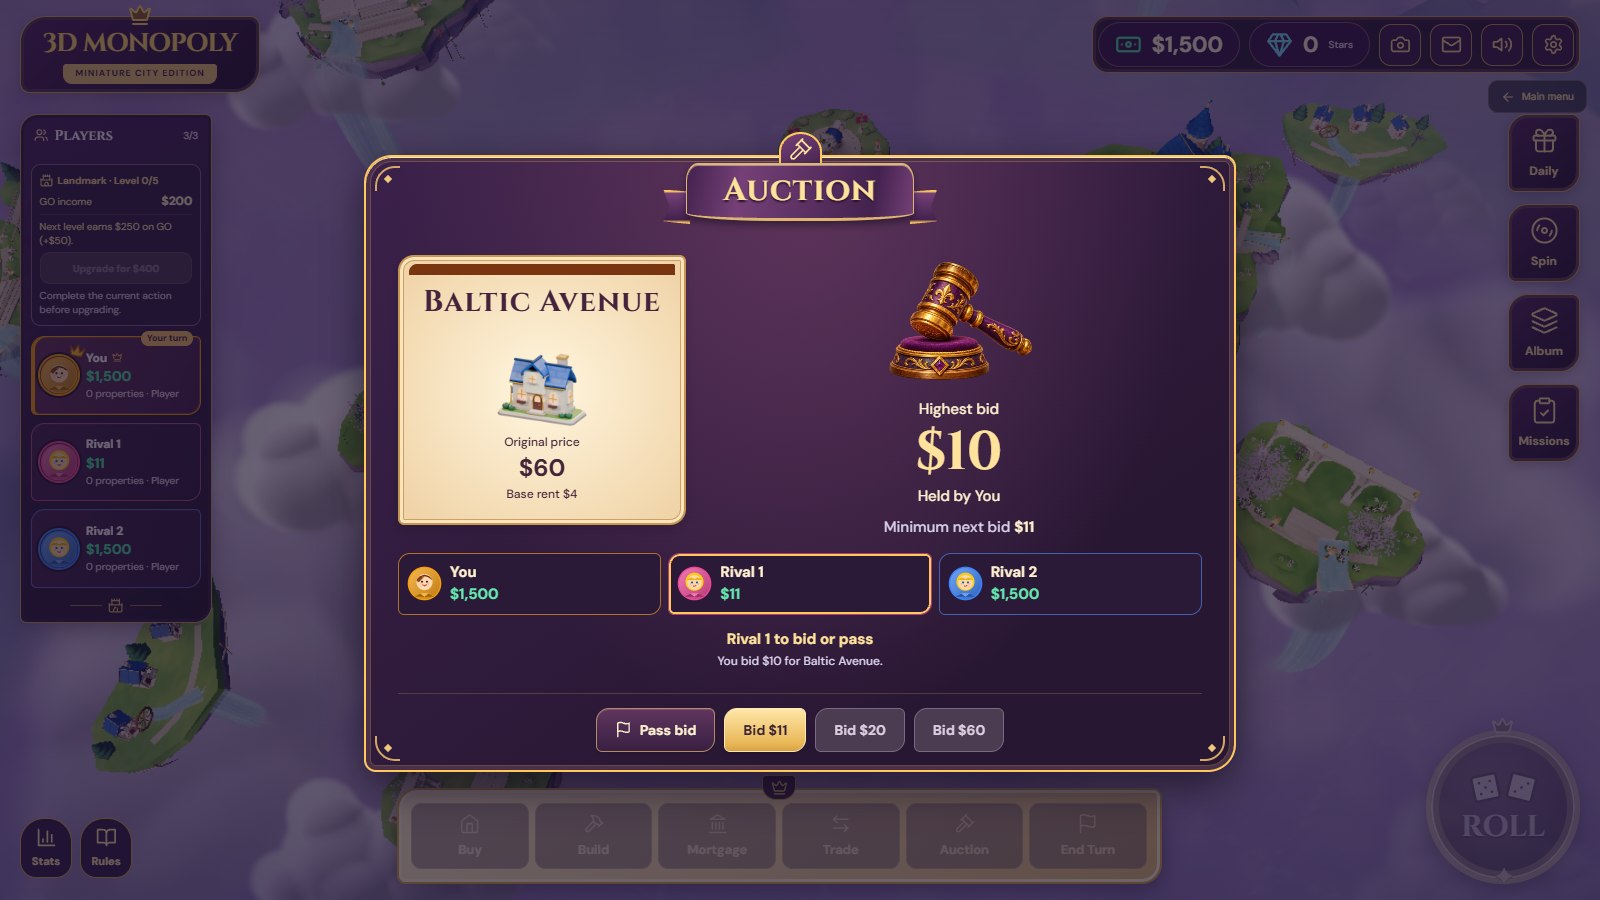 3D MONOPOLY
MINIATURE CITY EDITION
$1,500
0 Stars
Main menu
PLAYERS
3/3
Landmark · Level 0/5
GO income $200
Next level earns $250 on GO
(+$50).
Upgrade for $400
Complete the current action
before upgrading.
Your turn
You
$1,500
0 properties · Player
Rival 1
$11
0 properties · Player
Rival 2
$1,500
0 properties · Player
Daily
Spin
Album
Missions
AUCTION
BALTIC AVENUE
Original price
$60
Base rent $4
Highest bid
$10
Held by You
Minimum next bid $11
You
$1,500
Rival 1
$11
Rival 2
$1,500
Rival 1 to bid or pass
You bid $10 for Baltic Avenue.
Pass bid
Bid $11
Bid $20
Bid $60
Stats
Rules
Buy
Build
Mortgage
Trade
Auction
End Turn
ROLL